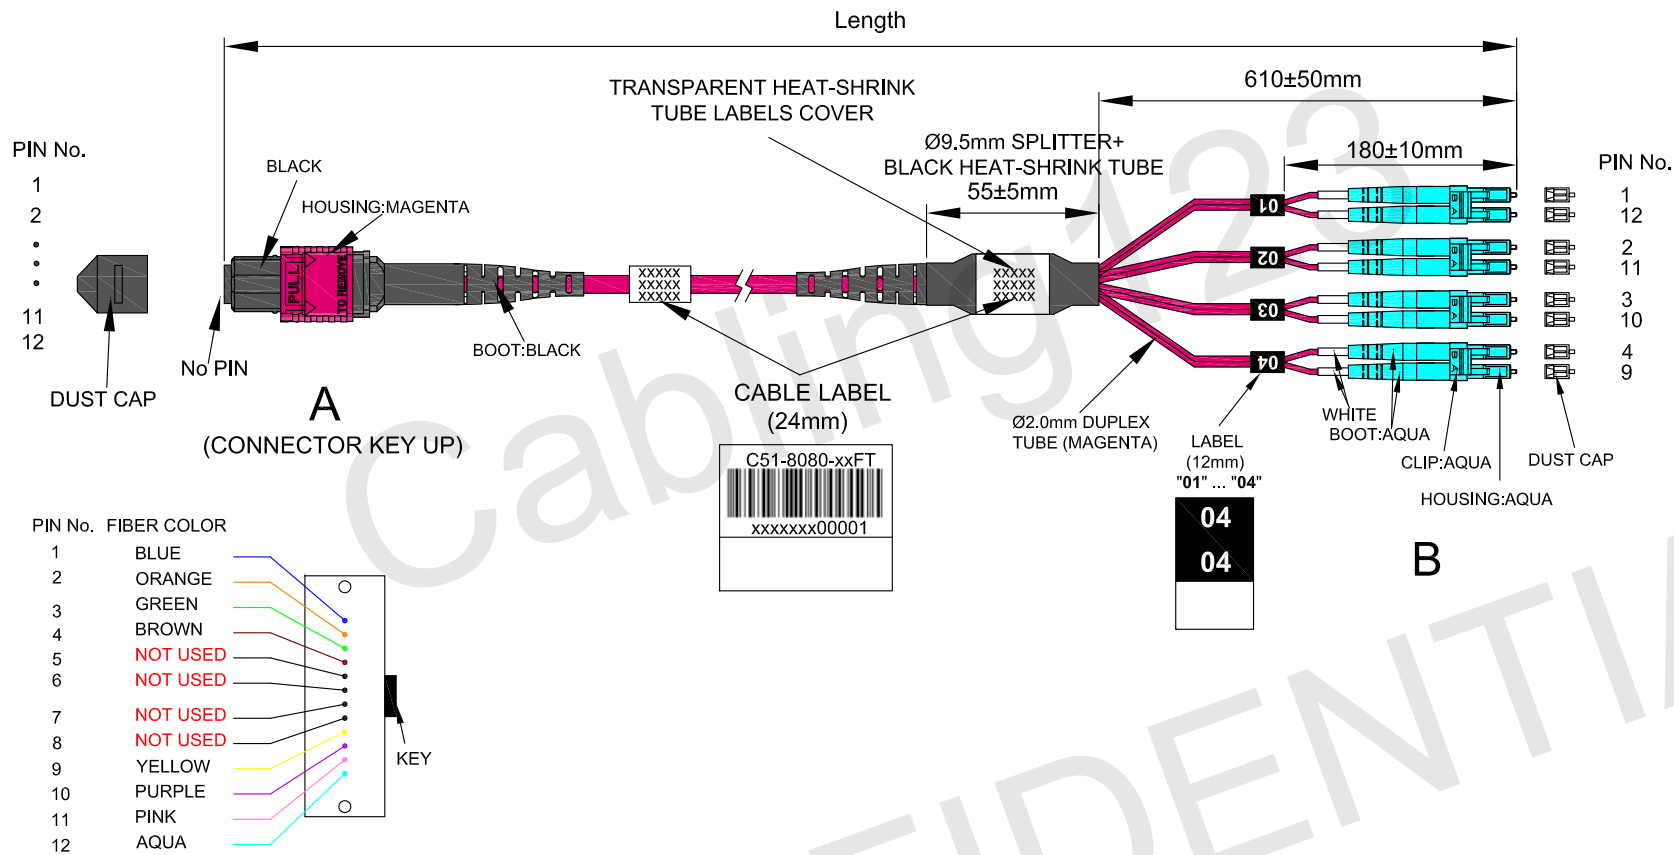 Length
TRANSPARENT HEAT-SHRINK
TUBE LABELS COVER
610±50mm
Ø9.5mm SPLITTER+
BLACK HEAT-SHRINK TUBE
55±5mm
180±10mm
PIN No.
1
2
11
12
DUST CAP
No PIN
BLACK
HOUSING:MAGENTA
PULL
TO REMOVE
BOOT:BLACK
A
(CONNECTOR KEY UP)
XXXXX
XXXXX
XXXXX
XXXXX
XXXXX
XXXXX
XXXXX
XXXXX
CABLE LABEL
(24mm)
C51-8080-xxFT
xxxxxxx00001
Ø2.0mm DUPLEX
TUBE (MAGENTA)
01
02
03
04
LABEL
(12mm)
"01" ... "04"
04
04
B A
B A
WHITE
BOOT:AQUA
CLIP:AQUA
HOUSING:AQUA
DUST CAP
B
PIN No.
1
12
2
11
3
10
4
9
PIN No. FIBER COLOR
1 BLUE
2 ORANGE
3 GREEN
4 BROWN
5 NOT USED
6 NOT USED
7 NOT USED
8 NOT USED
9 YELLOW
10 PURPLE
11 PINK
12 AQUA
KEY
Cabling123
FIDENTIA